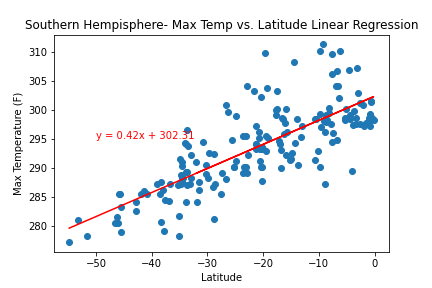 Southern Hempisphere- Max Temp vs. Latitude Linear Regression
Max Temperature (F)
310
305
300
295
290
285
280
y = 0.42x + 302.31
−50 −40 −30 −20 −10 0
Latitude